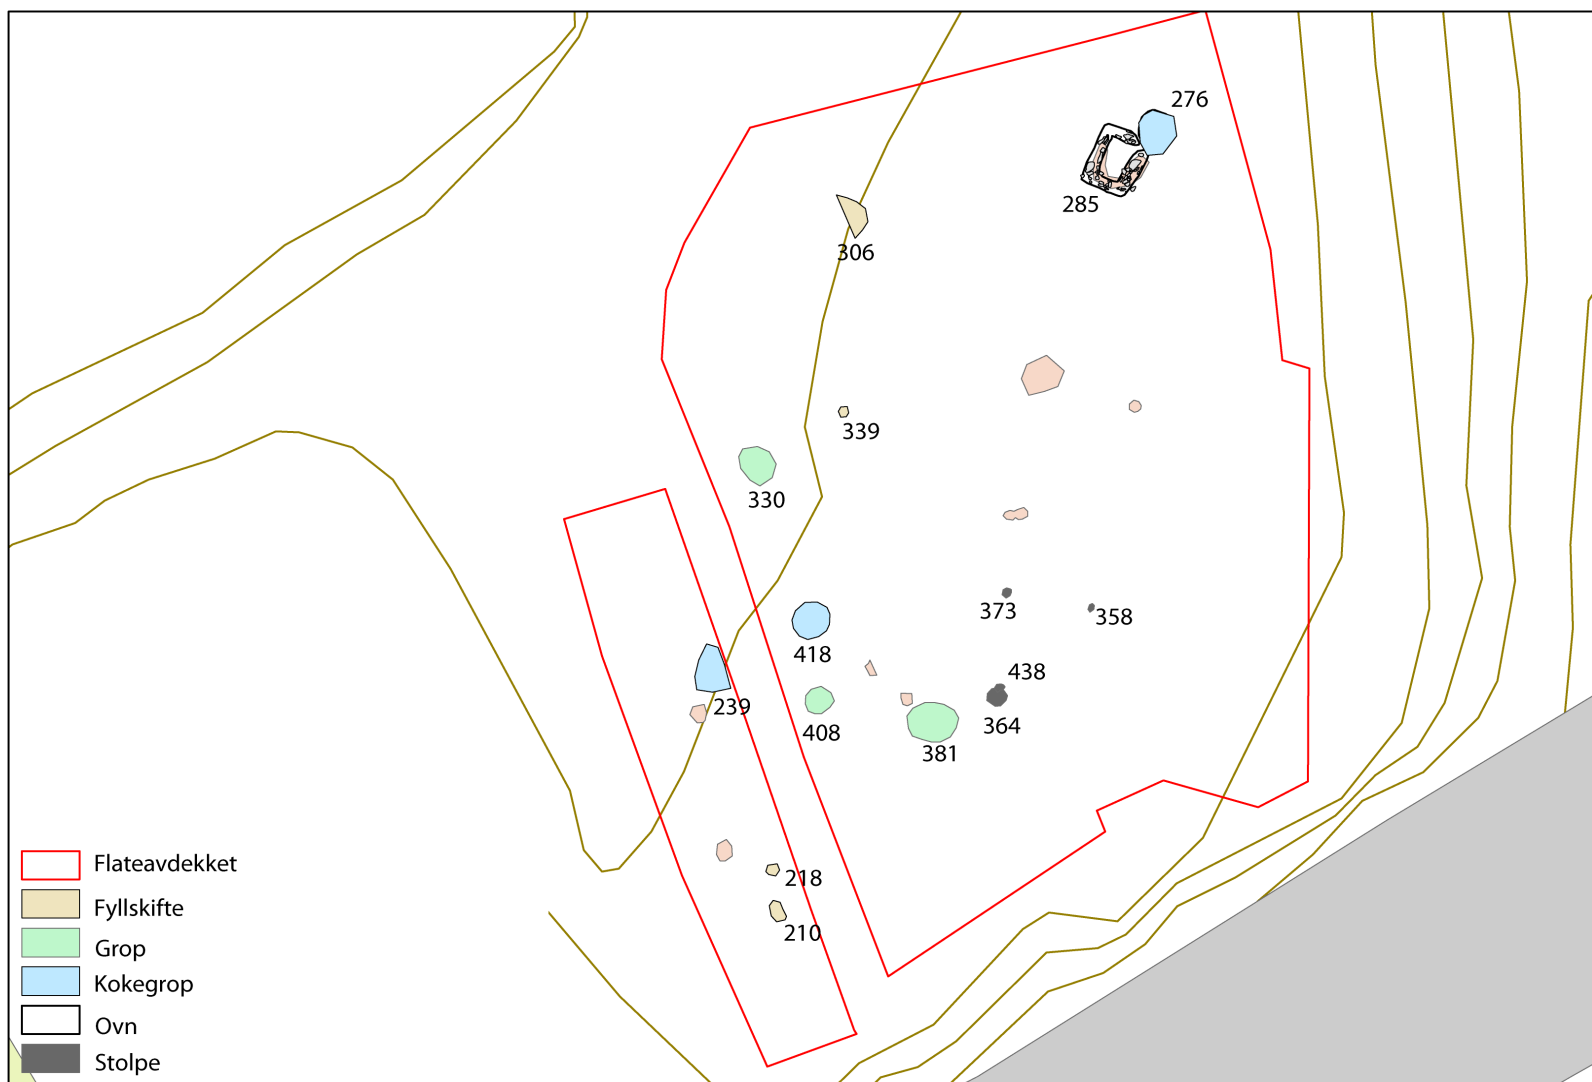 276
285
306
339
330
373
358
418
438
239
364
408
381
218
210
Flateavdekket
Fyllskifte
Grop
Kokegrop
Ovn
Stolpe